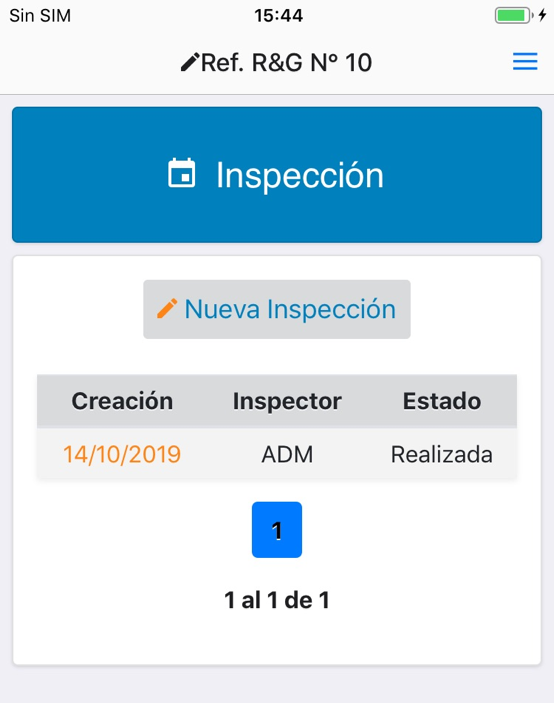 Sin SIM 15:44
Ref. R&G Nº 10
Inspección
Nueva Inspección
Creación Inspector Estado
14/10/2019 ADM Realizada
1
1 al 1 de 1